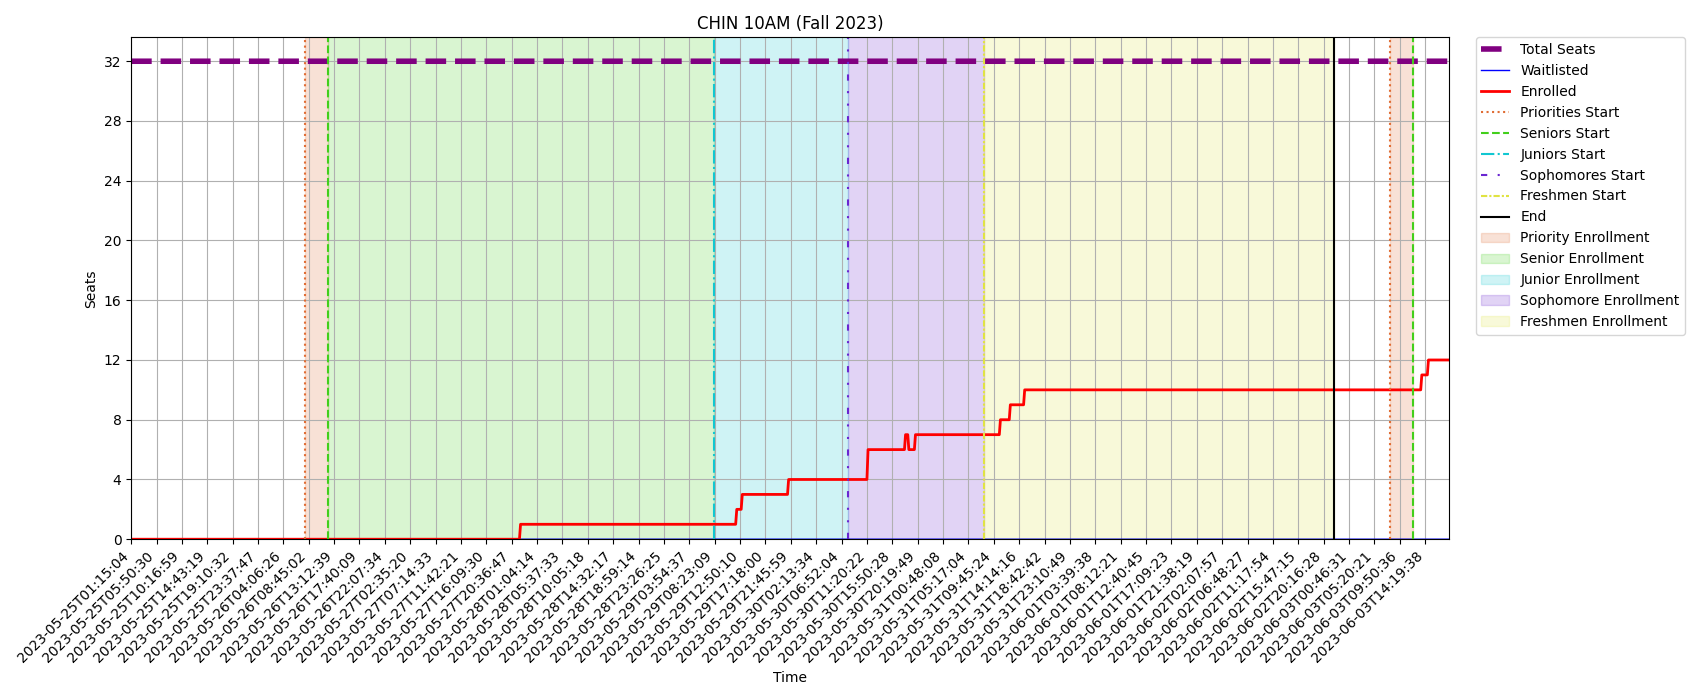 CHIN 10AM (Fall 2023)
Seats
32
28
24
20
16
12
8
4
0
2023-05-25T01:15:04
2023-05-25T05:50:30
2023-05-25T10:16:59
2023-05-25T14:43:19
2023-05-25T19:10:32
2023-05-25T23:37:47
2023-05-26T04:06:26
2023-05-26T08:45:02
2023-05-26T13:12:39
2023-05-26T17:40:09
2023-05-26T22:07:34
2023-05-27T02:35:20
2023-05-27T07:14:33
2023-05-27T11:42:21
2023-05-27T16:09:30
2023-05-27T20:36:47
2023-05-28T01:04:14
2023-05-28T05:37:33
2023-05-28T10:05:18
2023-05-28T14:32:17
2023-05-28T18:59:14
2023-05-28T23:26:25
2023-05-29T03:54:37
2023-05-29T08:23:09
2023-05-29T12:50:16
2023-05-29T17:18:00
2023-05-29T21:45:59
2023-05-30T02:13:34
2023-05-30T06:52:04
2023-05-30T11:20:22
2023-05-30T15:50:28
2023-05-30T20:19:49
2023-05-31T00:48:08
2023-05-31T05:17:04
2023-05-31T09:45:24
2023-05-31T14:14:16
2023-05-31T18:42:42
2023-05-31T23:10:49
2023-06-01T03:39:38
2023-06-01T08:12:21
2023-06-01T12:40:45
2023-06-01T17:09:23
2023-06-01T21:38:19
2023-06-02T02:07:57
2023-06-02T06:48:27
2023-06-02T11:17:54
2023-06-02T15:47:15
2023-06-02T20:16:28
2023-06-03T00:46:31
2023-06-03T05:20:21
2023-06-03T09:50:36
2023-06-03T14:19:38
Time
Total Seats
Waitlisted
Enrolled
Priorities Start
Seniors Start
Juniors Start
Sophomores Start
Freshmen Start
End
Priority Enrollment
Senior Enrollment
Junior Enrollment
Sophomore Enrollment
Freshmen Enrollment